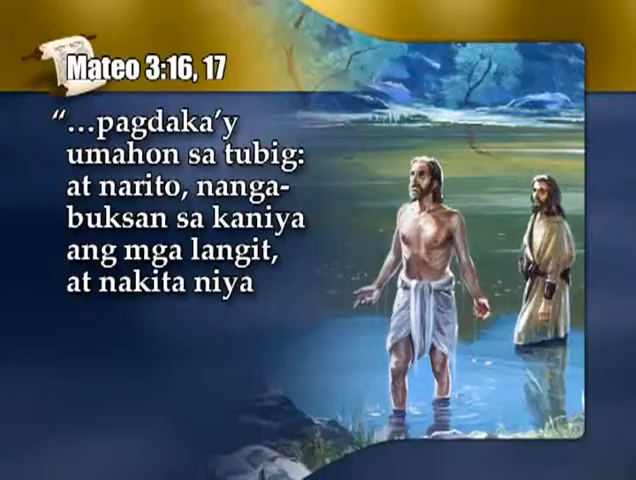 Mateo 3:16, 17
“…pagdaka’y
umahon sa tubig:
at narito, nanga-
buksan sa kaniya
ang mga langit,
at nakita niya